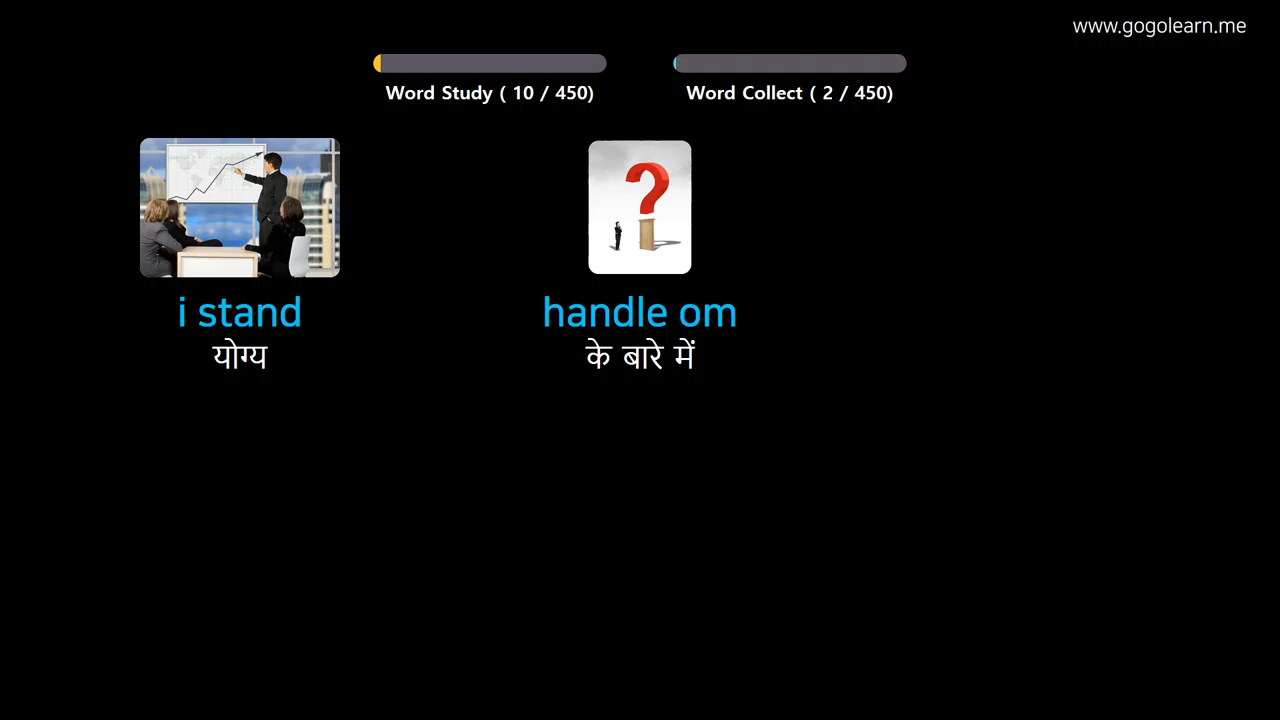 www.gogolearn.me
Word Study ( 10 / 450)
Word Collect ( 2 / 450)
i stand
योग्य
handle om
के बारे में